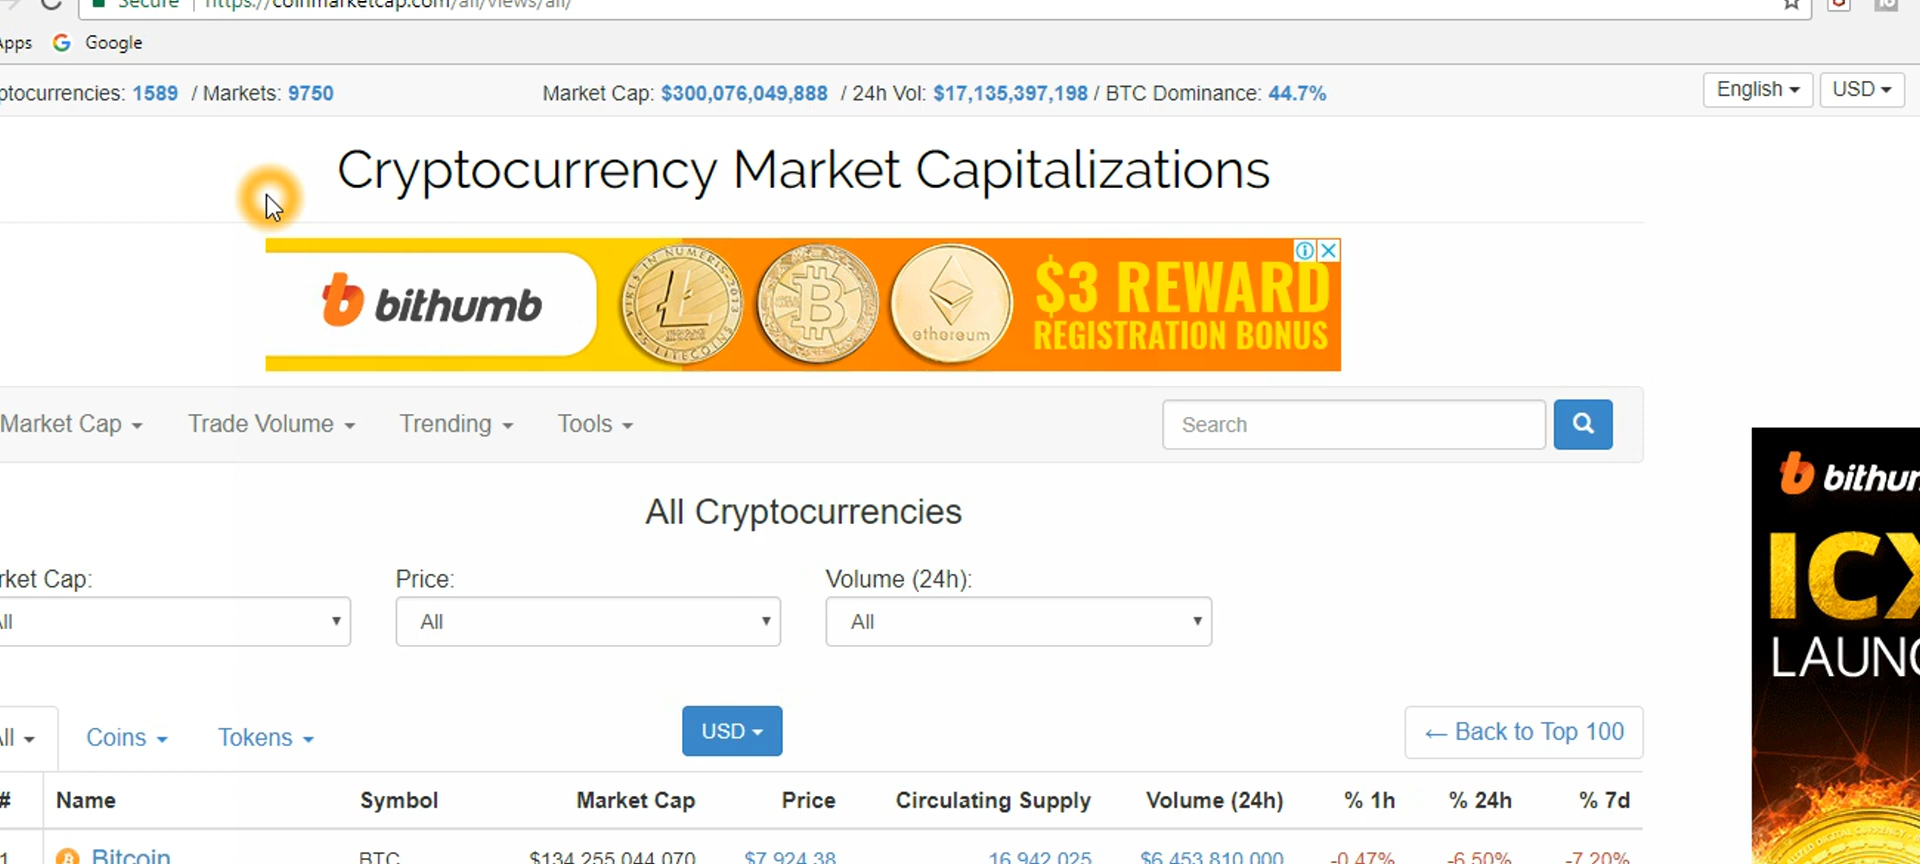 Secure | https://coinmarketcap.com/all/views/all/
Apps Google
ptocurrencies: 1589 / Markets: 9750 Market Cap: $300,076,049,888 / 24h Vol: $17,135,397,198 / BTC Dominance: 44.7% English USD
Cryptocurrency Market Capitalizations
bithumb ethereum $3 REWARD
REGISTRATION BONUS
Market Cap Trade Volume Trending Tools Search
bithum
All Cryptocurrencies
ICX
LAUNC
rket Cap: Price: Volume (24h):
All All All
All Coins Tokens USD ← Back to Top 100
# Name Symbol Market Cap Price Circulating Supply Volume (24h) % 1h % 24h % 7d
1 Bitcoin BTC $134,255,044,070 $7,924.38 16,942,025 $6,453,810,000 -0.47% -6.50% -7.20%